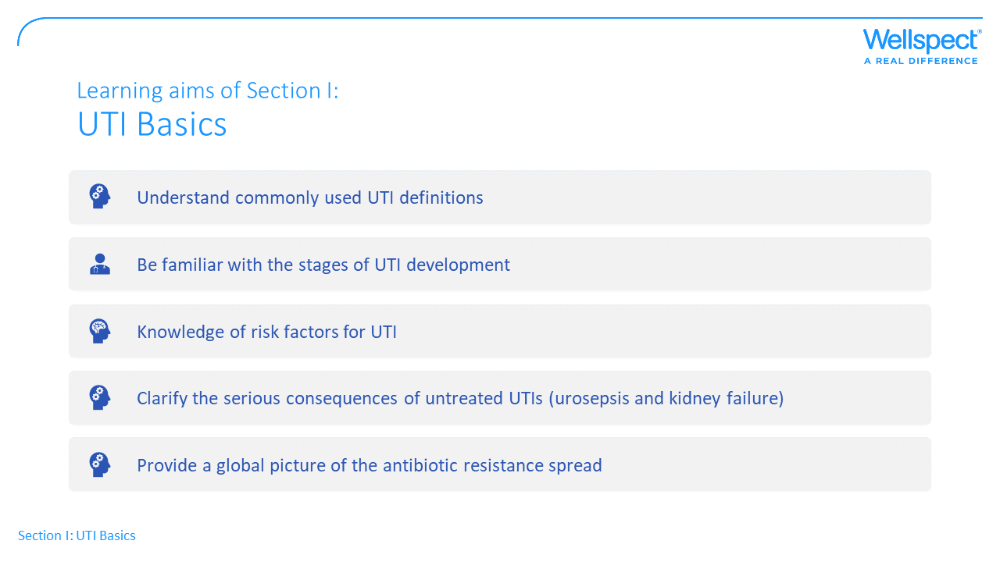 Wellspect®
A REAL DIFFERENCE
Learning aims of Section I:
UTI Basics
Understand commonly used UTI definitions
Be familiar with the stages of UTI development
Knowledge of risk factors for UTI
Clarify the serious consequences of untreated UTIs (urosepsis and kidney failure)
Provide a global picture of the antibiotic resistance spread
Section I: UTI Basics